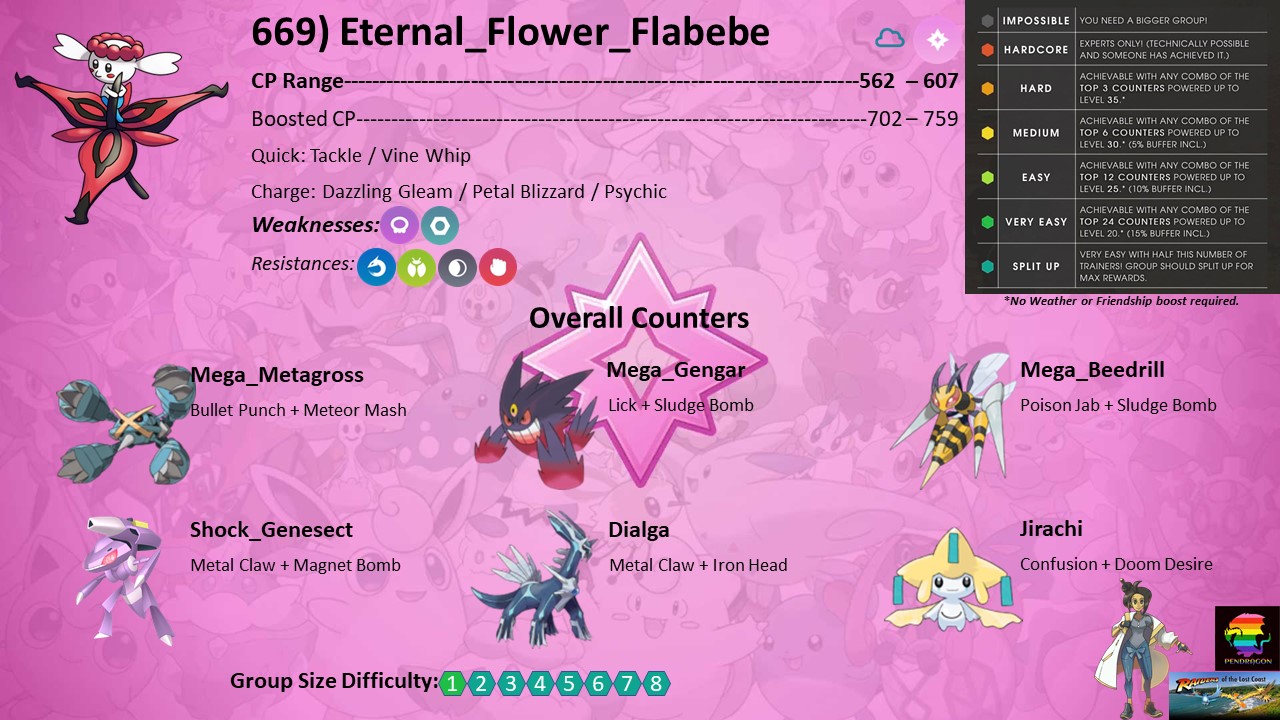 669) Eternal_Flower_Flabebe
CP Range--------------------------------------------------------------------------------562 – 607
Boosted CP--------------------------------------------------------------------------------702 – 759
Quick: Tackle / Vine Whip
Charge: Dazzling Gleam / Petal Blizzard / Psychic
Weaknesses:
Resistances:
IMPOSSIBLE YOU NEED A BIGGER GROUP!
HARDCORE EXPERTS ONLY! (TECHNICALLY POSSIBLE
AND SOMEONE HAS ACHIEVED IT.)
HARD ACHIEVABLE WITH ANY COMBO OF THE
TOP 3 COUNTERS POWERED UP TO
LEVEL 35.*
MEDIUM ACHIEVABLE WITH ANY COMBO OF THE
TOP 6 COUNTERS POWERED UP TO
LEVEL 30.* (5% BUFFER INCL.)
EASY ACHIEVABLE WITH ANY COMBO OF THE
TOP 12 COUNTERS POWERED UP TO
LEVEL 25.* (10% BUFFER INCL.)
VERY EASY ACHIEVABLE WITH ANY COMBO OF THE
TOP 24 COUNTERS POWERED UP TO
LEVEL 20.* (15% BUFFER INCL.)
SPLIT UP VERY EASY WITH HALF THIS NUMBER OF
TRAINERS! GROUP SHOULD SPLIT UP FOR
MAX REWARDS.
*No Weather or Friendship boost required.
Overall Counters
Mega_Metagross
Bullet Punch + Meteor Mash
Mega_Gengar
Lick + Sludge Bomb
Mega_Beedrill
Poison Jab + Sludge Bomb
Shock_Genesect
Metal Claw + Magnet Bomb
Dialga
Metal Claw + Iron Head
Jirachi
Confusion + Doom Desire
Group Size Difficulty: 1 2 3 4 5 6 7 8
PENDRAGON
RAIDERS of the Lost Coast